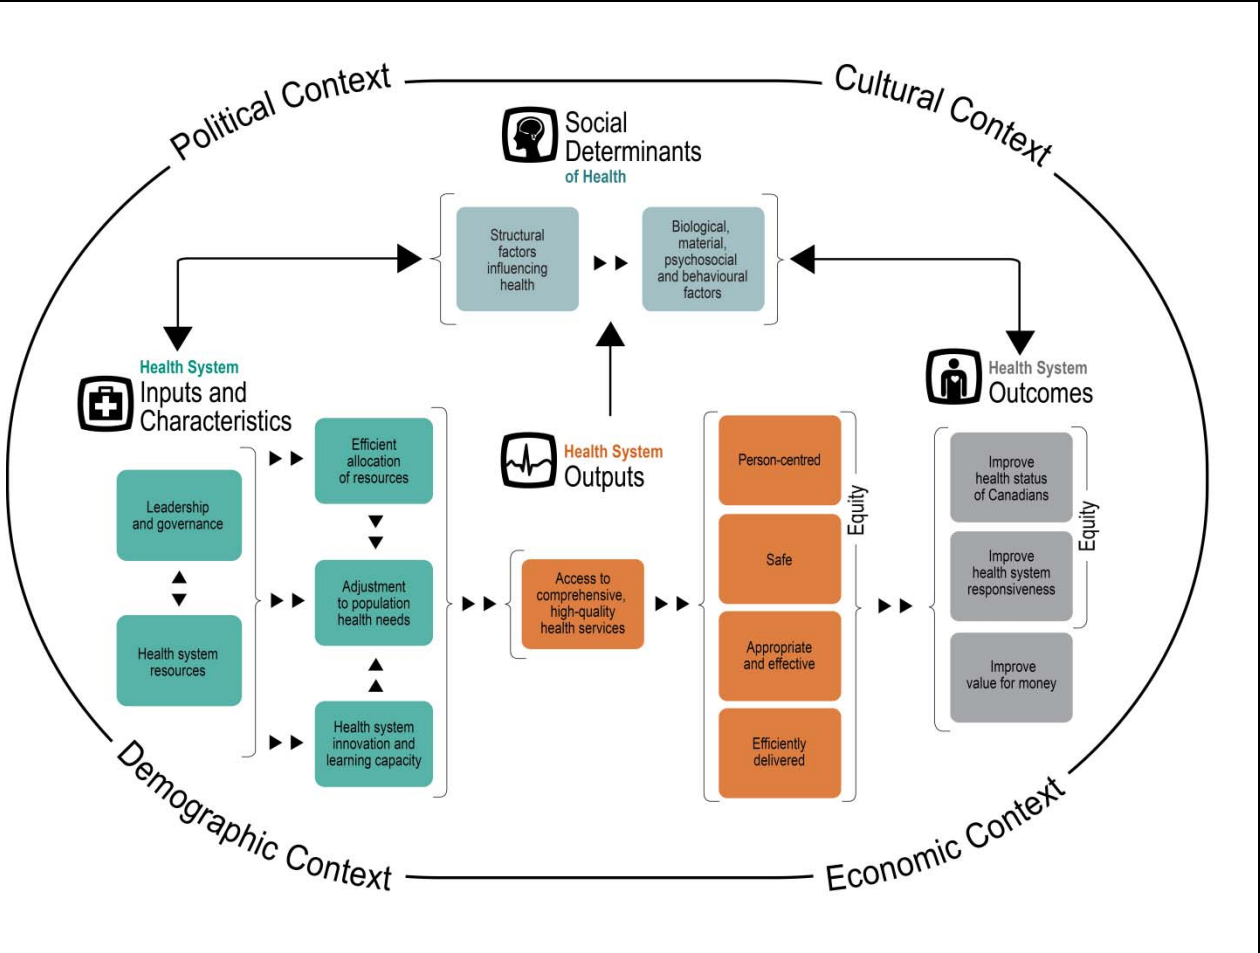 Political Context
Cultural Context
Social
Determinants
of Health
Structural
factors
influencing
health
Biological,
material,
psychosocial
and behavioural
factors
Health System
Inputs and
Characteristics
Leadership
and governance
Health system
resources
Efficient
allocation
of resources
Adjustment
to population
health needs
Health system
innovation and
learning capacity
Health System
Outputs
Access to
comprehensive,
high-quality
health services
Person-centred
Safe
Appropriate
and effective
Efficiently
delivered
Equity
Health System
Outcomes
Improve
health status
of Canadians
Improve
health system
responsiveness
Improve
value for money
Equity
Demographic Context
Economic Context